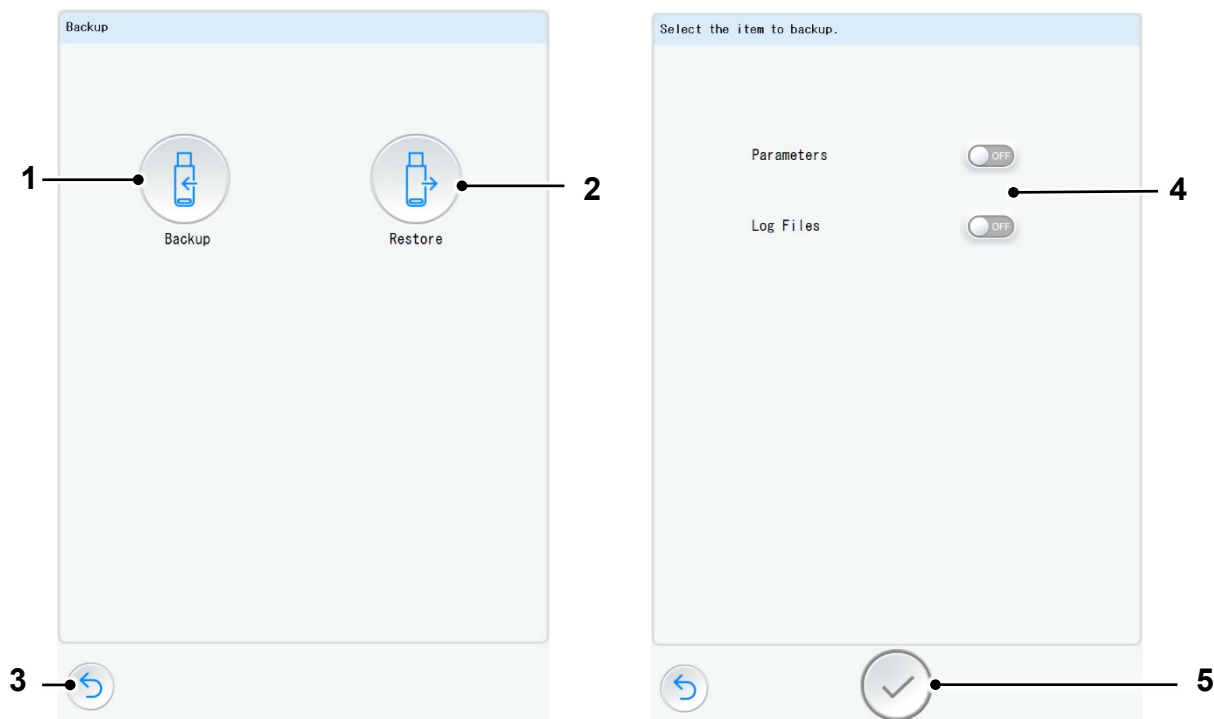 Backup
1
2
Backup
Restore
3
Select the item to backup.
Parameters
OFF
4
Log Files
OFF
5